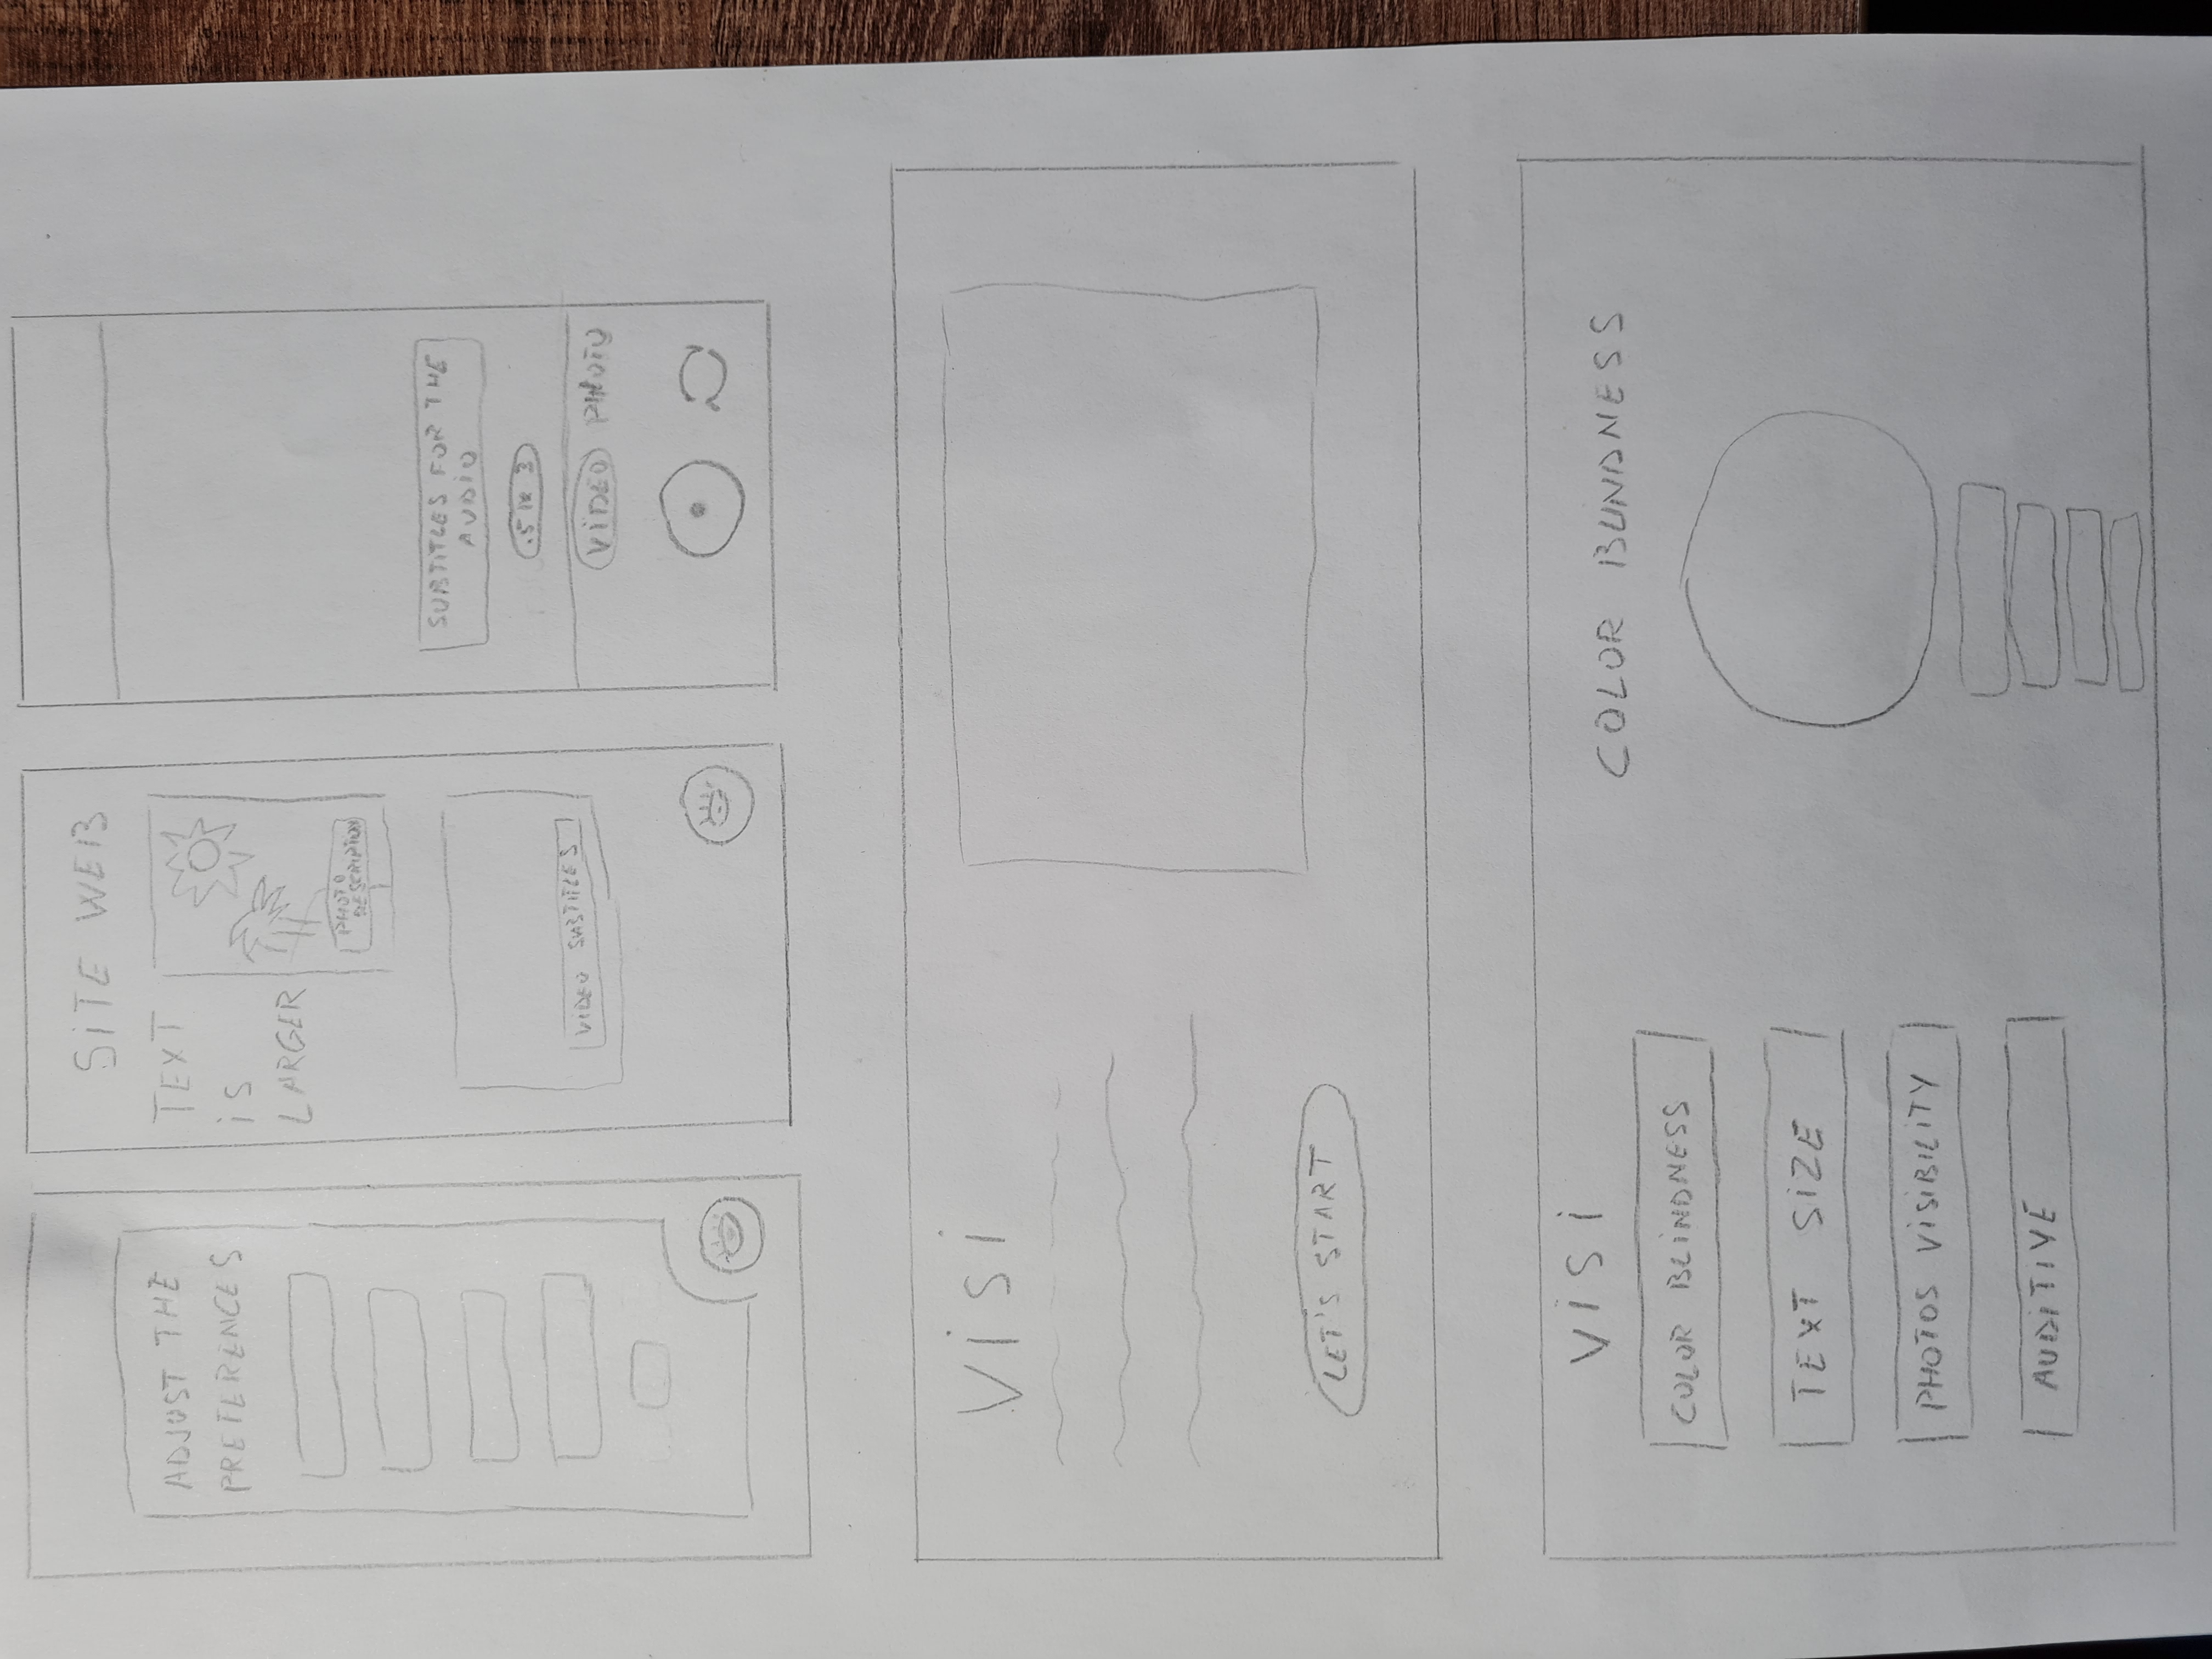 ADJUST THE
PREFERENCES
SiTE WEB
TEXT
iS
LARGER
PHOTO
DESCRIPTION
ViDEO SUBTITLES
SUBTITLES FOR THE
AUDiO
.5 1x 3
ViDEO PHOTO
ViSi
LET'S START
ViSi
COLOR BLiNDNESS
TEXT SiZE
PHOTOS ViSiBILiTY
AUDiTiVE
COLOR BLINDNESS